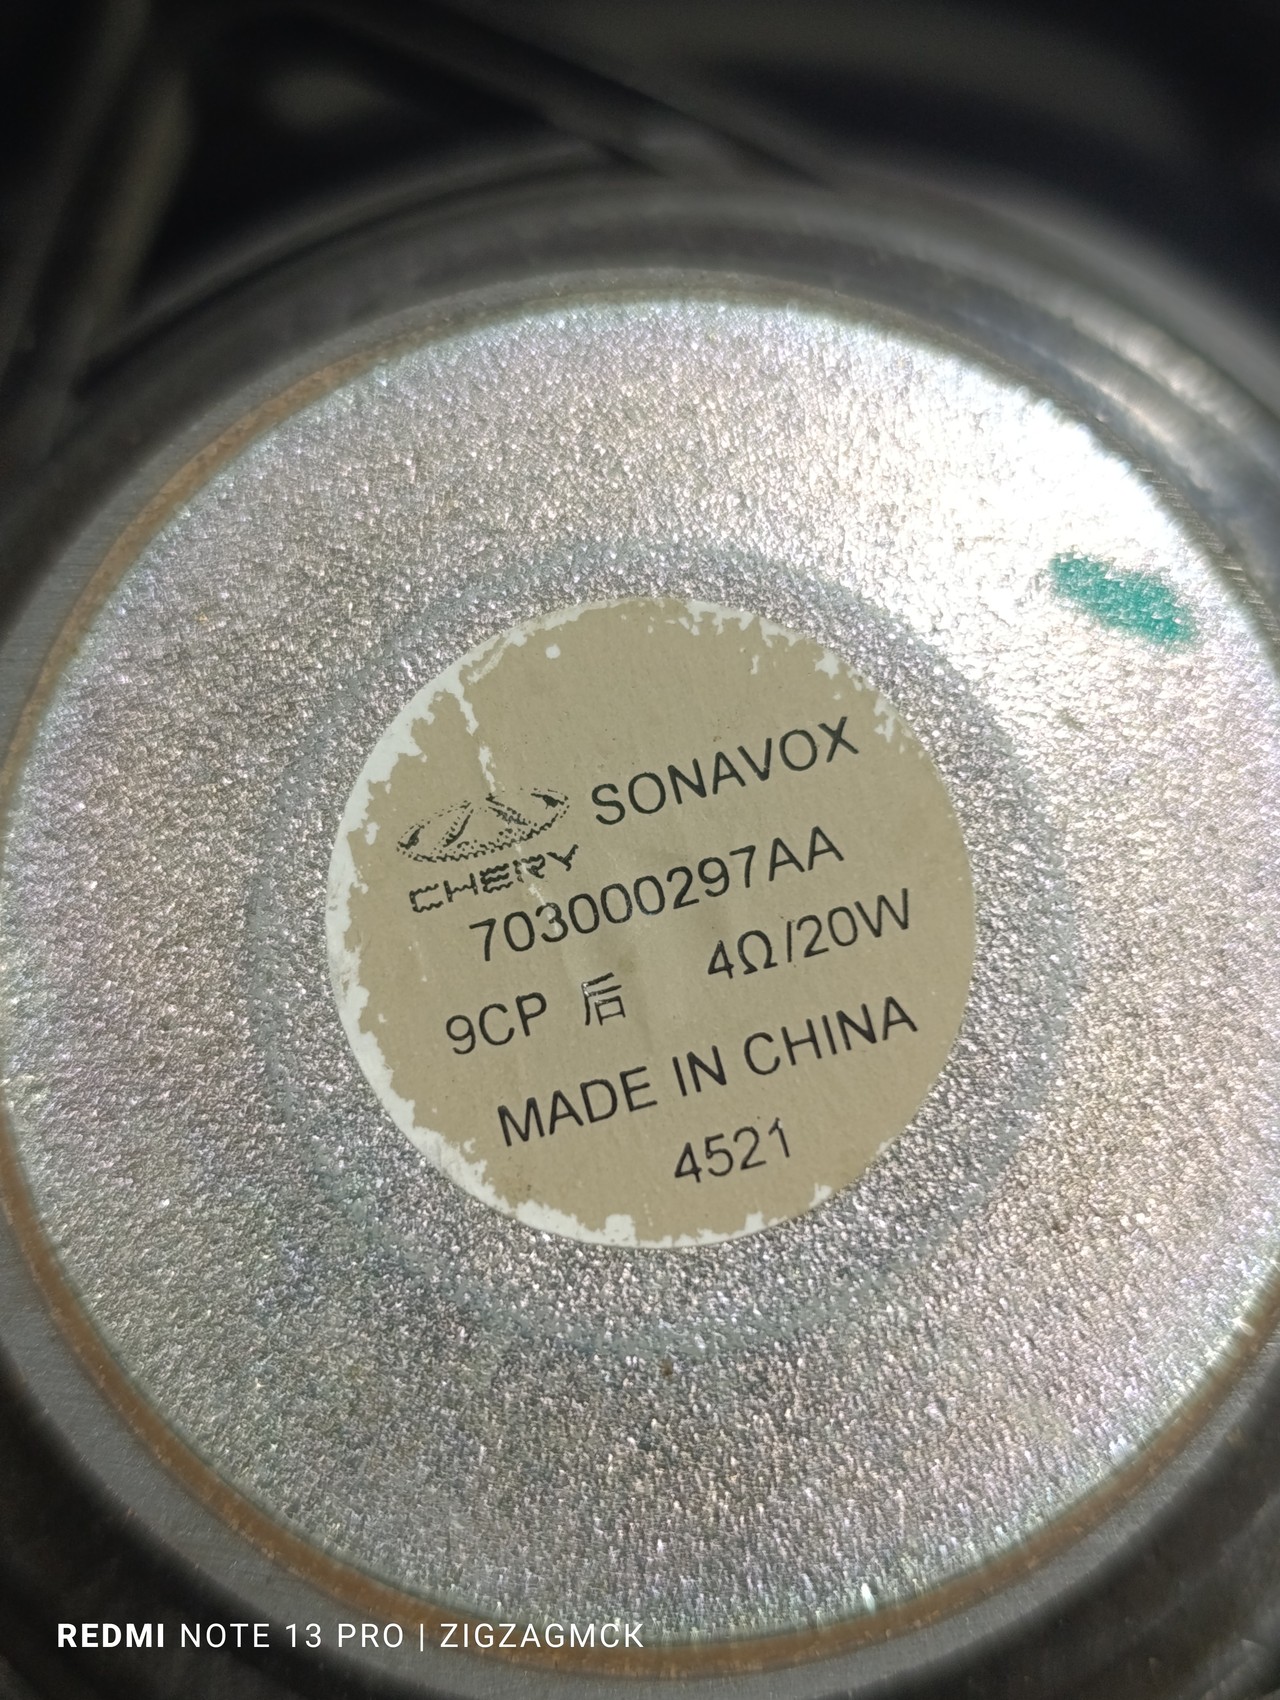 SONAVOX
CHERY
703000297AA
9CP 后 4Ω/20W
MADE IN CHINA
4521
REDMI NOTE 13 PRO | ZIGZAGMCK